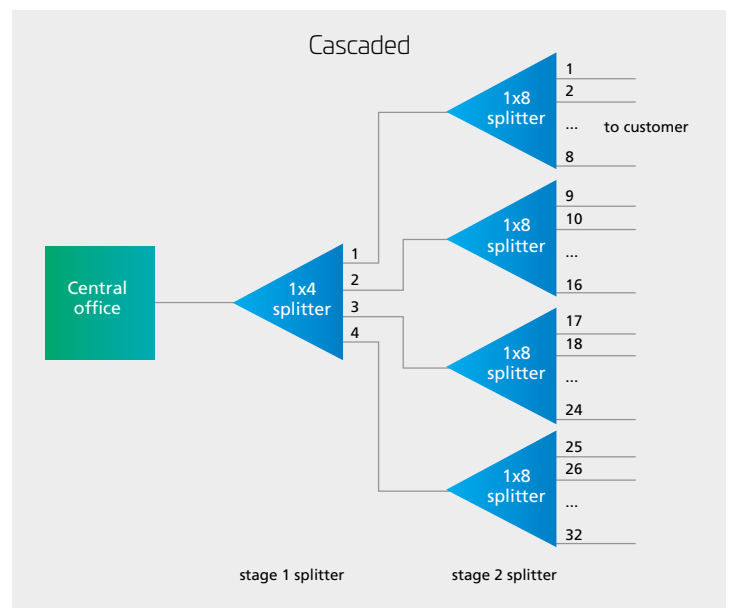 Cascaded
1x8
splitter
1
2
...
8
to customer
1x8
splitter
9
10
...
16
Central
office
1x4
splitter
1
2
3
4
1x8
splitter
17
18
...
24
1x8
splitter
25
26
...
32
stage 1 splitter
stage 2 splitter